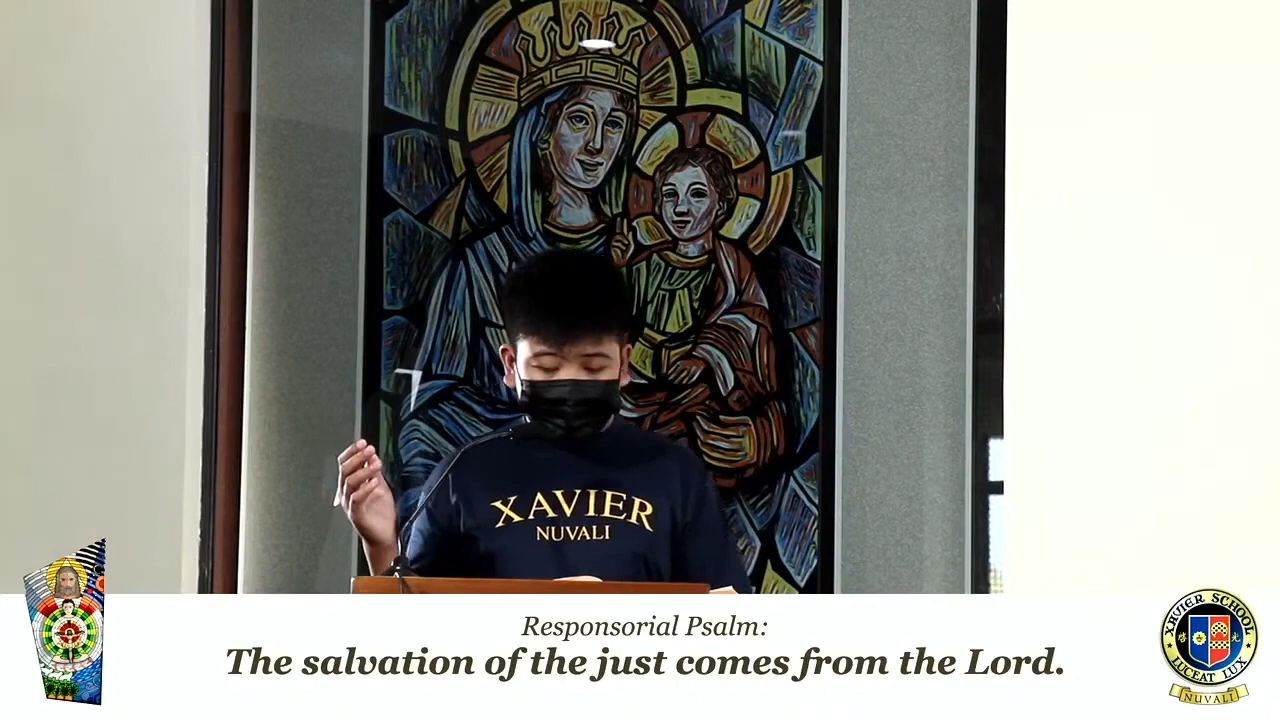 XAVIER
NUVALI
Responsorial Psalm:
The salvation of the just comes from the Lord.
XAVIER SCHOOL
LUCEAT LUX
NUVALI